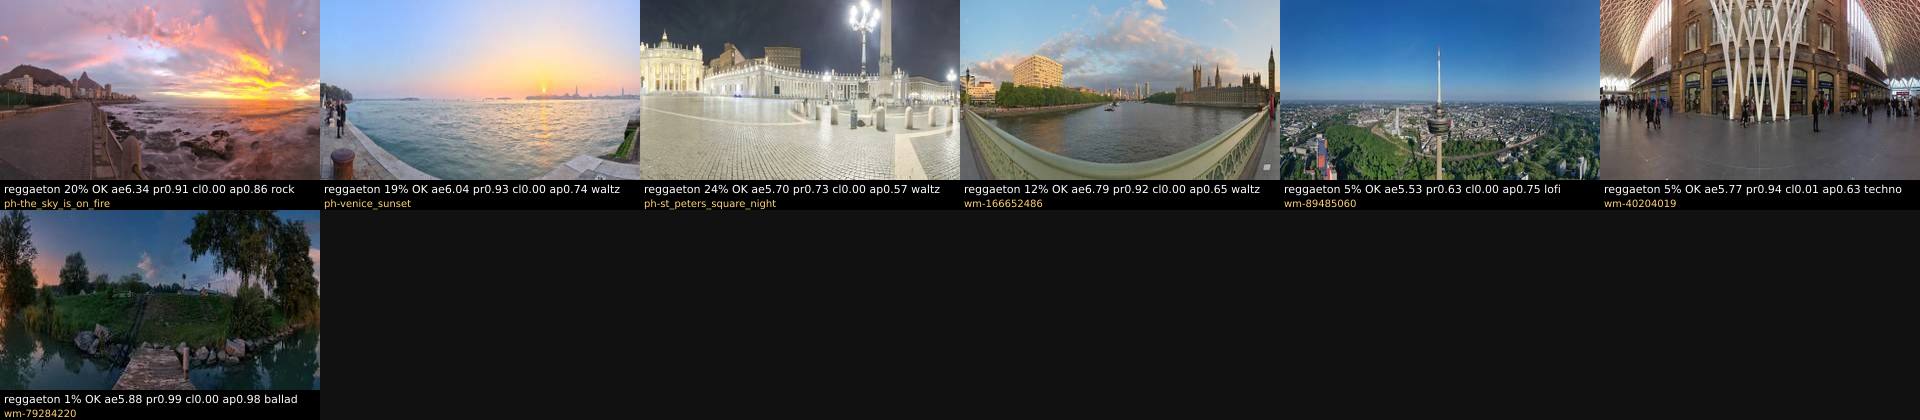 reggaeton 20% OK ae6.34 pr0.91 cl0.00 ap0.86 rock
ph-the_sky_is_on_fire
reggaeton 19% OK ae6.04 pr0.93 cl0.00 ap0.74 waltz
ph-venice_sunset
reggaeton 24% OK ae5.70 pr0.73 cl0.00 ap0.57 waltz
ph-st_peters_square_night
reggaeton 12% OK ae6.79 pr0.92 cl0.00 ap0.65 waltz
wm-166652486
reggaeton 5% OK ae5.53 pr0.63 cl0.00 ap0.75 lofi
wm-89485060
reggaeton 5% OK ae5.77 pr0.94 cl0.01 ap0.63 techno
wm-40204019
reggaeton 1% OK ae5.88 pr0.99 cl0.00 ap0.98 ballad
wm-79284220